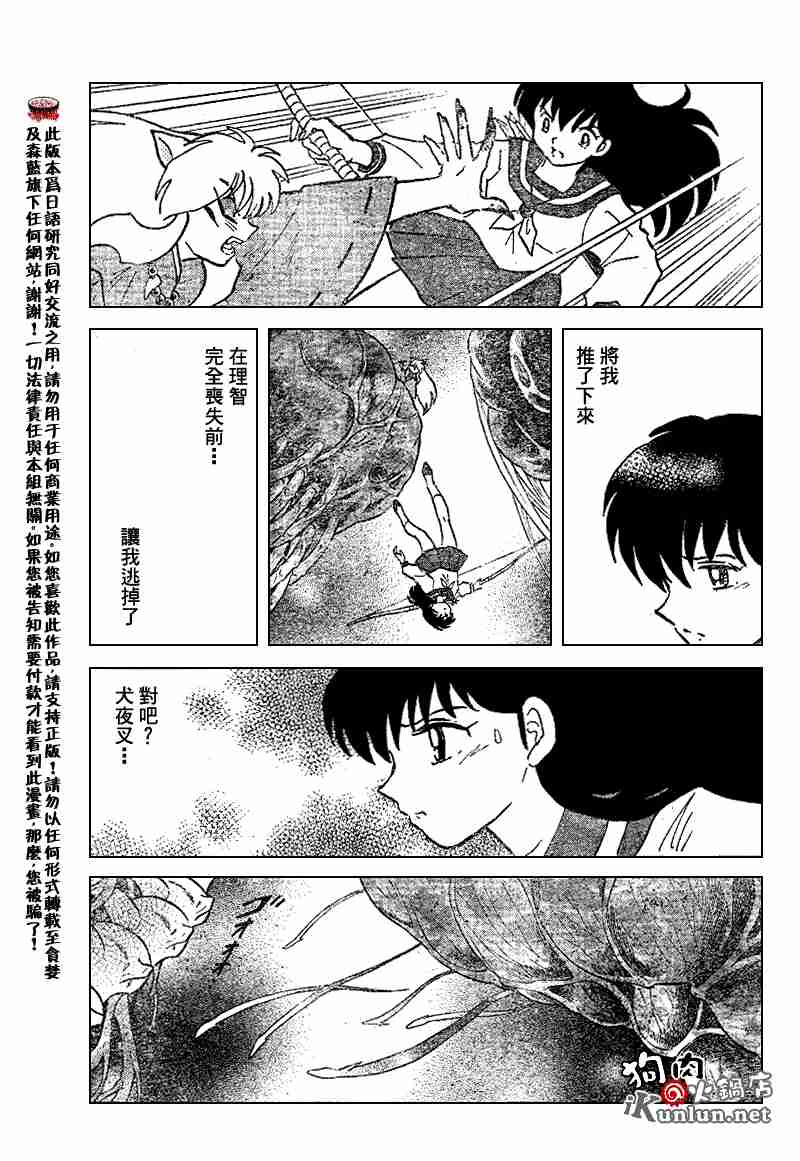 將我
推了下來
在理智
完全喪失前…
讓我逃掉了
對吧？
犬夜叉…
ズズ
此版本爲日語研究同好交流之用，請勿用于任何商業用途。如您喜歡此作品，請支持正版！請勿以任何形式轉載至貪婪
及森藍旗下任何網站，謝謝！一切法律責任與本組無關。如果您被告知需要付款才能看到此漫畫，那麽，您被騙了！
狗肉火鍋店
iKunlun.net